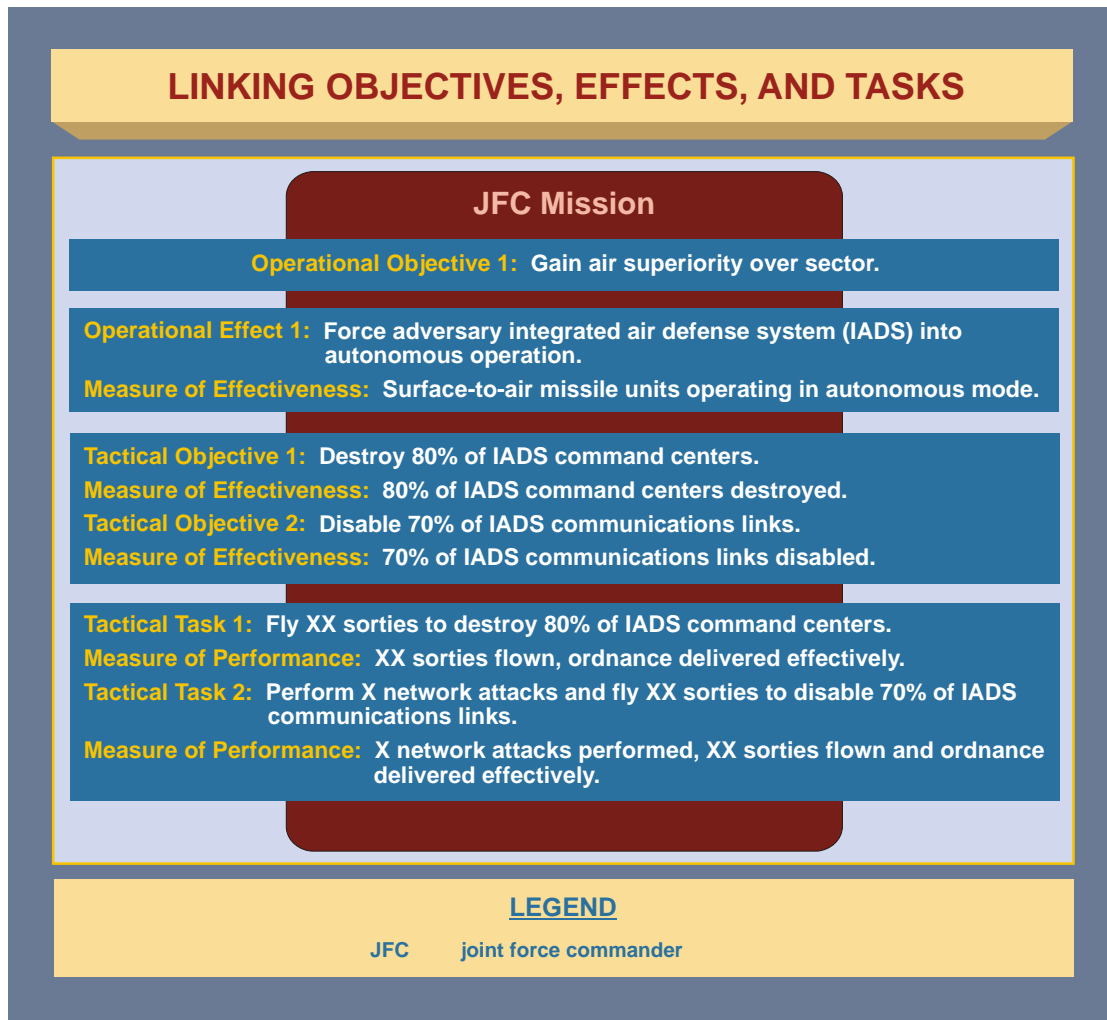 LINKING OBJECTIVES, EFFECTS, AND TASKS
JFC Mission
Operational Objective 1: Gain air superiority over sector.
Operational Effect 1: Force adversary integrated air defense system (IADS) into
autonomous operation.
Measure of Effectiveness: Surface-to-air missile units operating in autonomous mode.
Tactical Objective 1: Destroy 80% of IADS command centers.
Measure of Effectiveness: 80% of IADS command centers destroyed.
Tactical Objective 2: Disable 70% of IADS communications links.
Measure of Effectiveness: 70% of IADS communications links disabled.
Tactical Task 1: Fly XX sorties to destroy 80% of IADS command centers.
Measure of Performance: XX sorties flown, ordnance delivered effectively.
Tactical Task 2: Perform X network attacks and fly XX sorties to disable 70% of IADS
communications links.
Measure of Performance: X network attacks performed, XX sorties flown and ordnance
delivered effectively.
LEGEND
JFC joint force commander